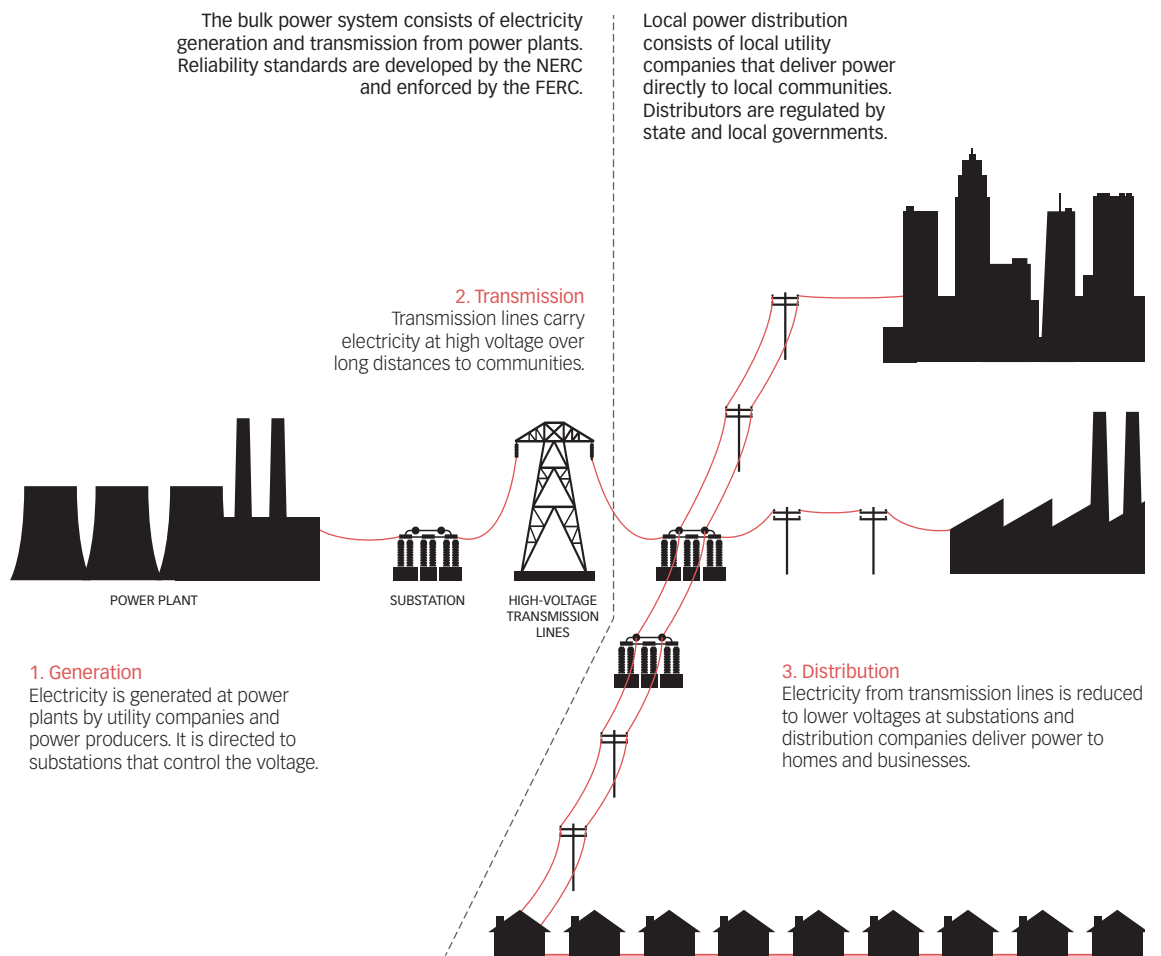 The bulk power system consists of electricity
generation and transmission from power plants.
Reliability standards are developed by the NERC
and enforced by the FERC.
Local power distribution
consists of local utility
companies that deliver power
directly to local communities.
Distributors are regulated by
state and local governments.
2. Transmission
Transmission lines carry
electricity at high voltage over
long distances to communities.
POWER PLANT
SUBSTATION
HIGH-VOLTAGE
TRANSMISSION
LINES
1. Generation
Electricity is generated at power
plants by utility companies and
power producers. It is directed to
substations that control the voltage.
3. Distribution
Electricity from transmission lines is reduced
to lower voltages at substations and
distribution companies deliver power to
homes and businesses.